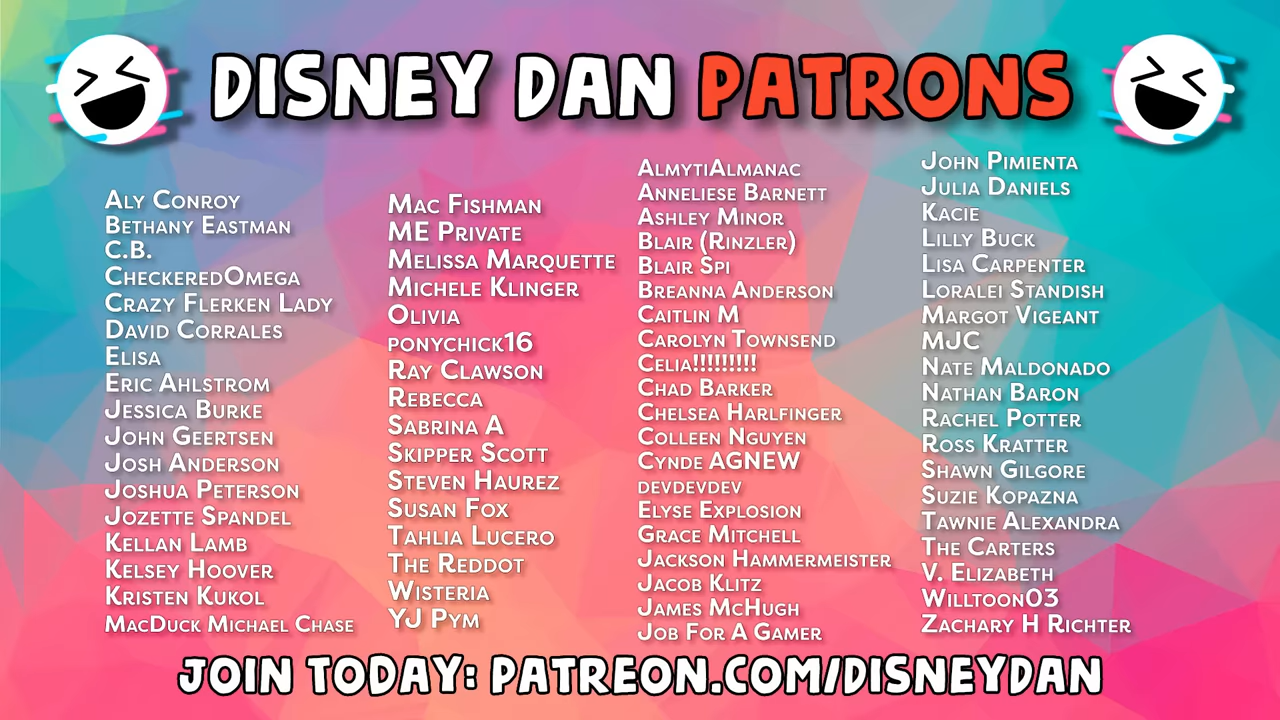 DISNEY DAN PATRONS
Aly Conroy
Bethany Eastman
C.B.
CheckeredOmega
Crazy Flerken Lady
David Corrales
Elisa
Eric Ahlstrom
Jessica Burke
John Geertsen
Josh Anderson
Joshua Peterson
Jozette Spandel
Kellan Lamb
Kelsey Hoover
Kristen Kukol
MacDuck Michael Chase
Mac Fishman
ME Private
Melissa Marquette
Michele Klinger
Olivia
ponychick16
Ray Clawson
Rebecca
Sabrina A
Skipper Scott
Steven Haurez
Susan Fox
Tahlia Lucero
The Reddot
Wisteria
YJ Pym
AlmytiAlmanac
Anneliese Barnett
Ashley Minor
Blair (Rinzler)
Blair Spi
Breanna Anderson
Caitlin M
Carolyn Townsend
Celia!!!!!!!!!
Chad Barker
Chelsea Harlfinger
Colleen Nguyen
Cynde AGNEW
devdevdev
Elyse Explosion
Grace Mitchell
Jackson Hammermeister
Jacob Klitz
James McHugh
Job For A Gamer
John Pimienta
Julia Daniels
Kacie
Lilly Buck
Lisa Carpenter
Loralei Standish
Margot Vigeant
MJC
Nate Maldonado
Nathan Baron
Rachel Potter
Ross Kratter
Shawn Gilgore
Suzie Kopazna
Tawnie Alexandra
The Carters
V. Elizabeth
Willtoon03
Zachary H Richter
JOIN TODAY: PATREON.COM/DISNEYDAN